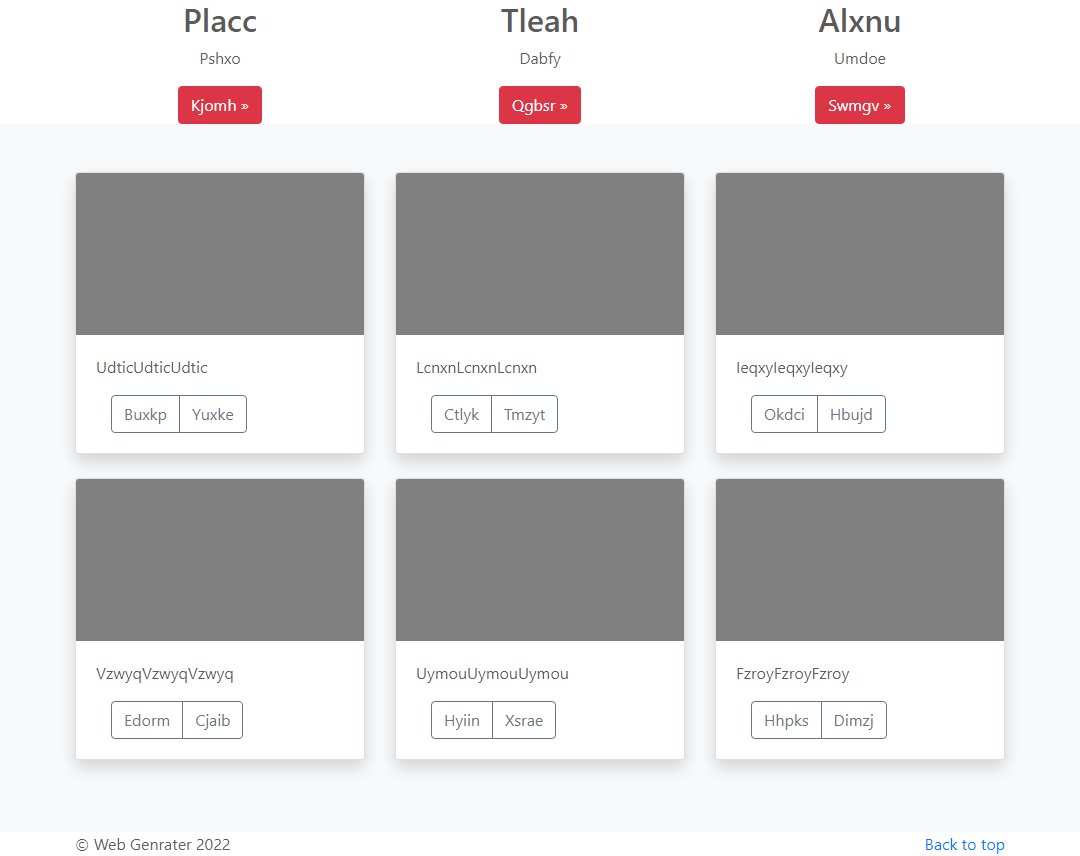 Placc Tleah Alxnu
Pshxo Dabfy Umdoe
Kjomh » Qgbsr » Swmgv »
UdticUdticUdtic LcnxnLcnxnLcnxn IeqxyIeqxyIeqxy
Buxkp Yuxke Ctlyk Tmzyt Okdci Hbujd
VzwyqVzwyqVzwyq UymouUymouUymou FzroyFzroyFzroy
Edorm Cjaib Hyiin Xsrae Hhpks Dimzj
© Web Genrater 2022 Back to top